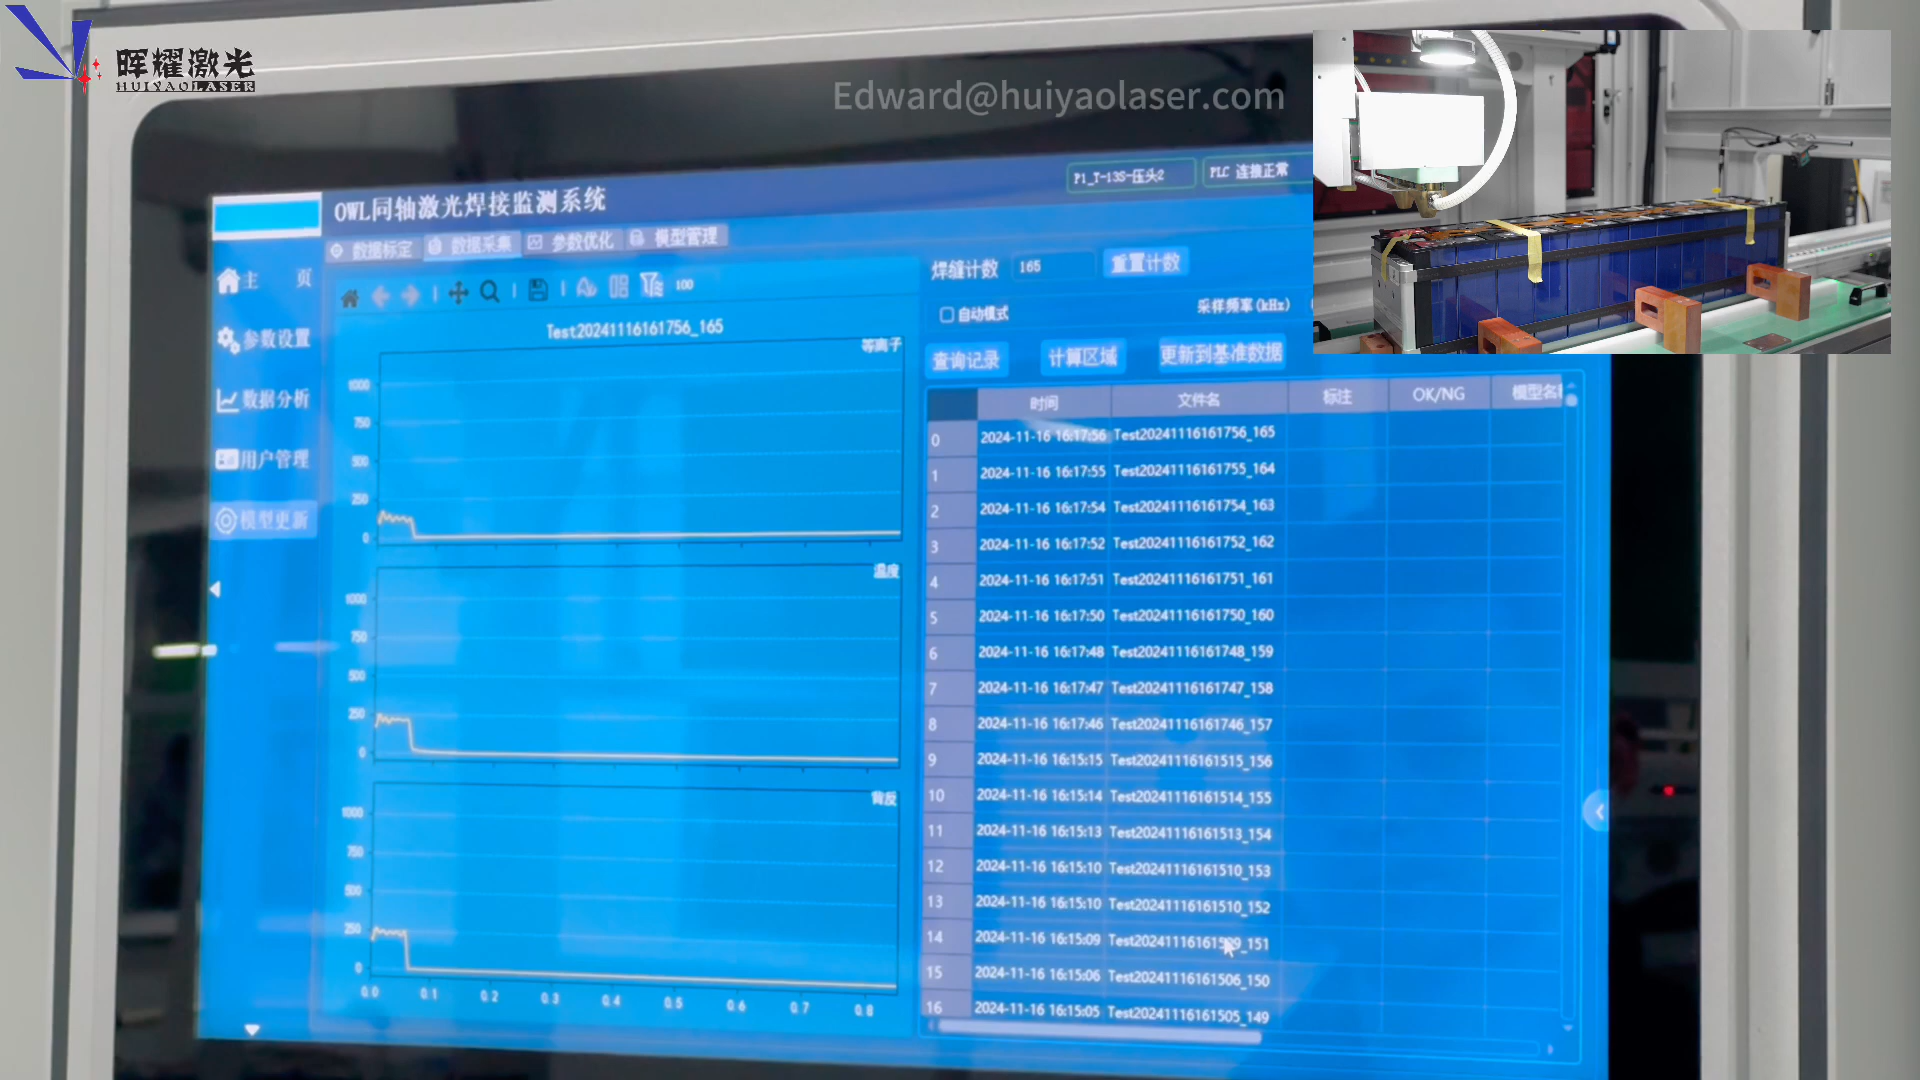 晖耀激光
HUIYAOLASER
Edward@huiyaolaser.com
OWL同轴激光焊接监测系统
P1_T-13S-压头2
PLC 连接正常
数据标定 数据采集 参数优化 模型管理
主 页
参数设置
数据分析
用户管理
模型更新
100
焊缝计数 165 重置计数
自动模式 采样频率(kHz)
查询记录 计算区域 更新到基准数据
Test20241116161756_165
等离子
1000
750
500
250
0
温度
1000
750
500
250
0
背反
1000
750
500
250
0
0.0 0.1 0.2 0.3 0.4 0.5 0.6 0.7 0.8
时间 文件名 标注 OK/NG 模型名
0 2024-11-16 16:17:56 Test20241116161756_165
1 2024-11-16 16:17:55 Test20241116161755_164
2 2024-11-16 16:17:54 Test20241116161754_163
3 2024-11-16 16:17:52 Test20241116161752_162
4 2024-11-16 16:17:51 Test20241116161751_161
5 2024-11-16 16:17:50 Test20241116161750_160
6 2024-11-16 16:17:48 Test20241116161748_159
7 2024-11-16 16:17:47 Test20241116161747_158
8 2024-11-16 16:17:46 Test20241116161746_157
9 2024-11-16 16:15:15 Test20241116161515_156
10 2024-11-16 16:15:14 Test20241116161514_155
11 2024-11-16 16:15:13 Test20241116161513_154
12 2024-11-16 16:15:10 Test20241116161510_153
13 2024-11-16 16:15:10 Test20241116161510_152
14 2024-11-16 16:15:09 Test20241116161509_151
15 2024-11-16 16:15:06 Test20241116161506_150
16 2024-11-16 16:15:05 Test20241116161505_149